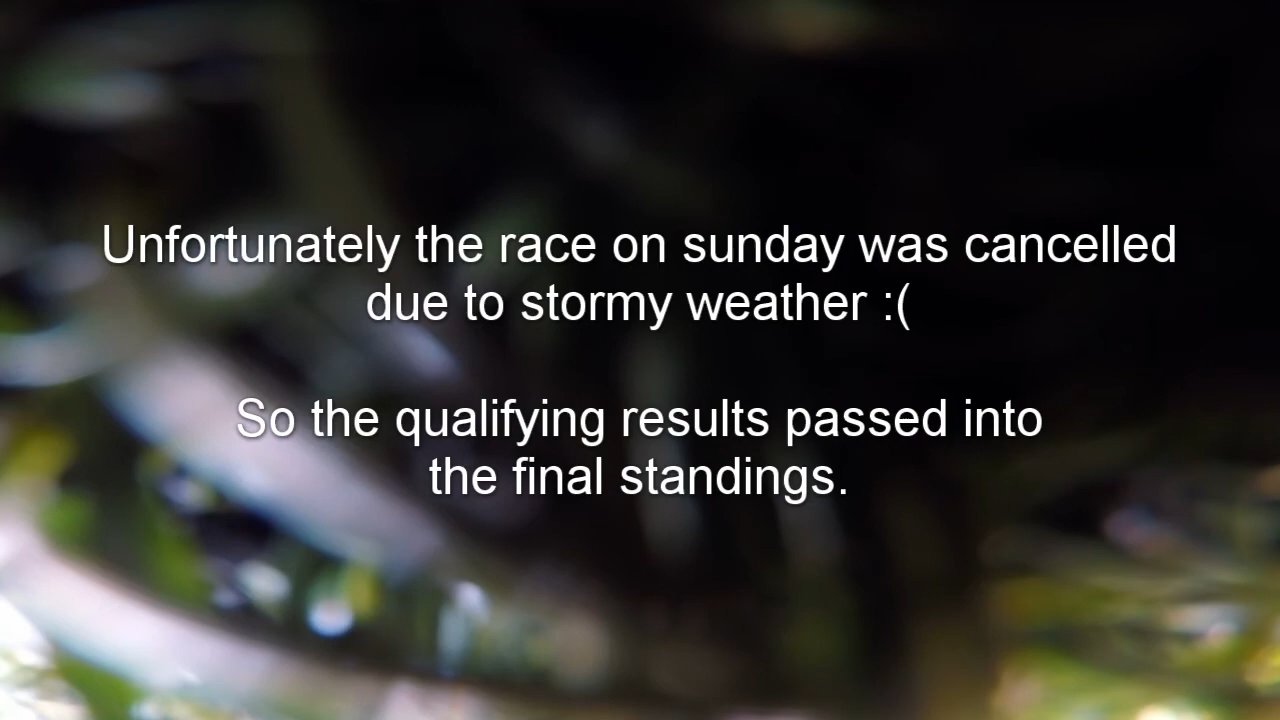 Unfortunately the race on sunday was cancelled
due to stormy weather :(
So the qualifying results passed into
the final standings.